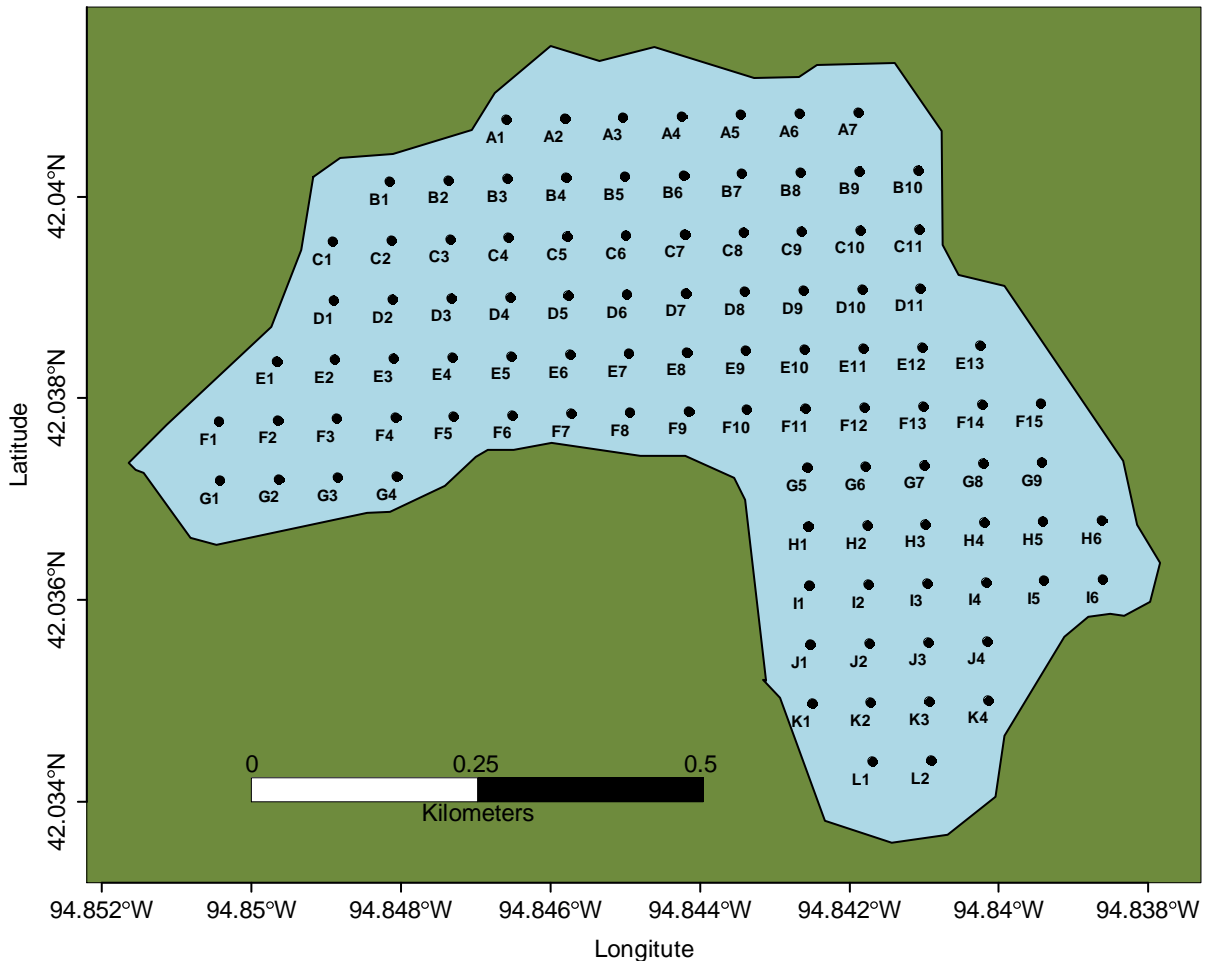 A1 A2 A3 A4 A5 A6 A7
B1 B2 B3 B4 B5 B6 B7 B8 B9 B10
C1 C2 C3 C4 C5 C6 C7 C8 C9 C10 C11
D1 D2 D3 D4 D5 D6 D7 D8 D9 D10 D11
E1 E2 E3 E4 E5 E6 E7 E8 E9 E10 E11 E12 E13
F1 F2 F3 F4 F5 F6 F7 F8 F9 F10 F11 F12 F13 F14 F15
G1 G2 G3 G4 G5 G6 G7 G8 G9
H1 H2 H3 H4 H5 H6
I1 I2 I3 I4 I5 I6
J1 J2 J3 J4
K1 K2 K3 K4
L1 L2
0 0.25 0.5
Kilometers
42.04°N
42.038°N
42.036°N
42.034°N
Latitude
94.852°W 94.85°W 94.848°W 94.846°W 94.844°W 94.842°W 94.84°W 94.838°W
Longitute